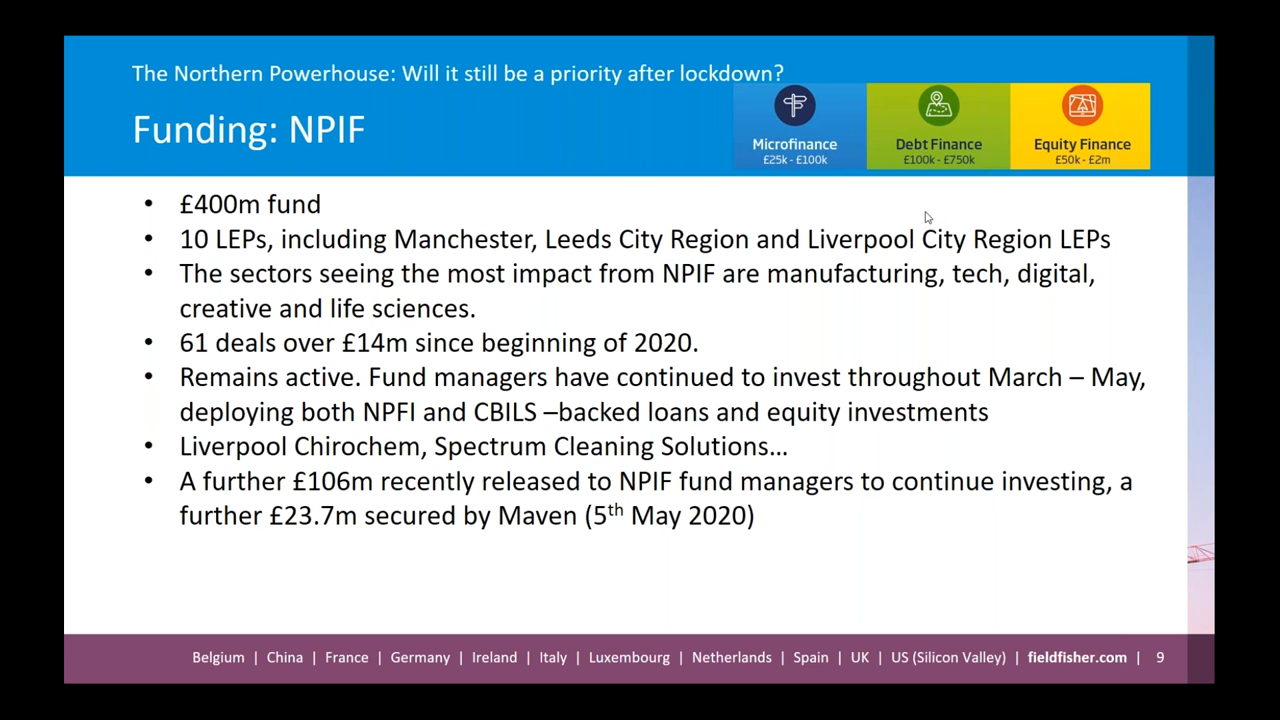 The Northern Powerhouse: Will it still be a priority after lockdown?
Funding: NPIF
Microfinance
£25k - £100k
Debt Finance
£100k - £750k
Equity Finance
£50k - £2m
• £400m fund
• 10 LEPs, including Manchester, Leeds City Region and Liverpool City Region LEPs
• The sectors seeing the most impact from NPIF are manufacturing, tech, digital,
creative and life sciences.
• 61 deals over £14m since beginning of 2020.
• Remains active. Fund managers have continued to invest throughout March – May,
deploying both NPFI and CBILS –backed loans and equity investments
• Liverpool Chirochem, Spectrum Cleaning Solutions…
• A further £106m recently released to NPIF fund managers to continue investing, a
further £23.7m secured by Maven (5th May 2020)
Belgium | China | France | Germany | Ireland | Italy | Luxembourg | Netherlands | Spain | UK | US (Silicon Valley) | fieldfisher.com | 9